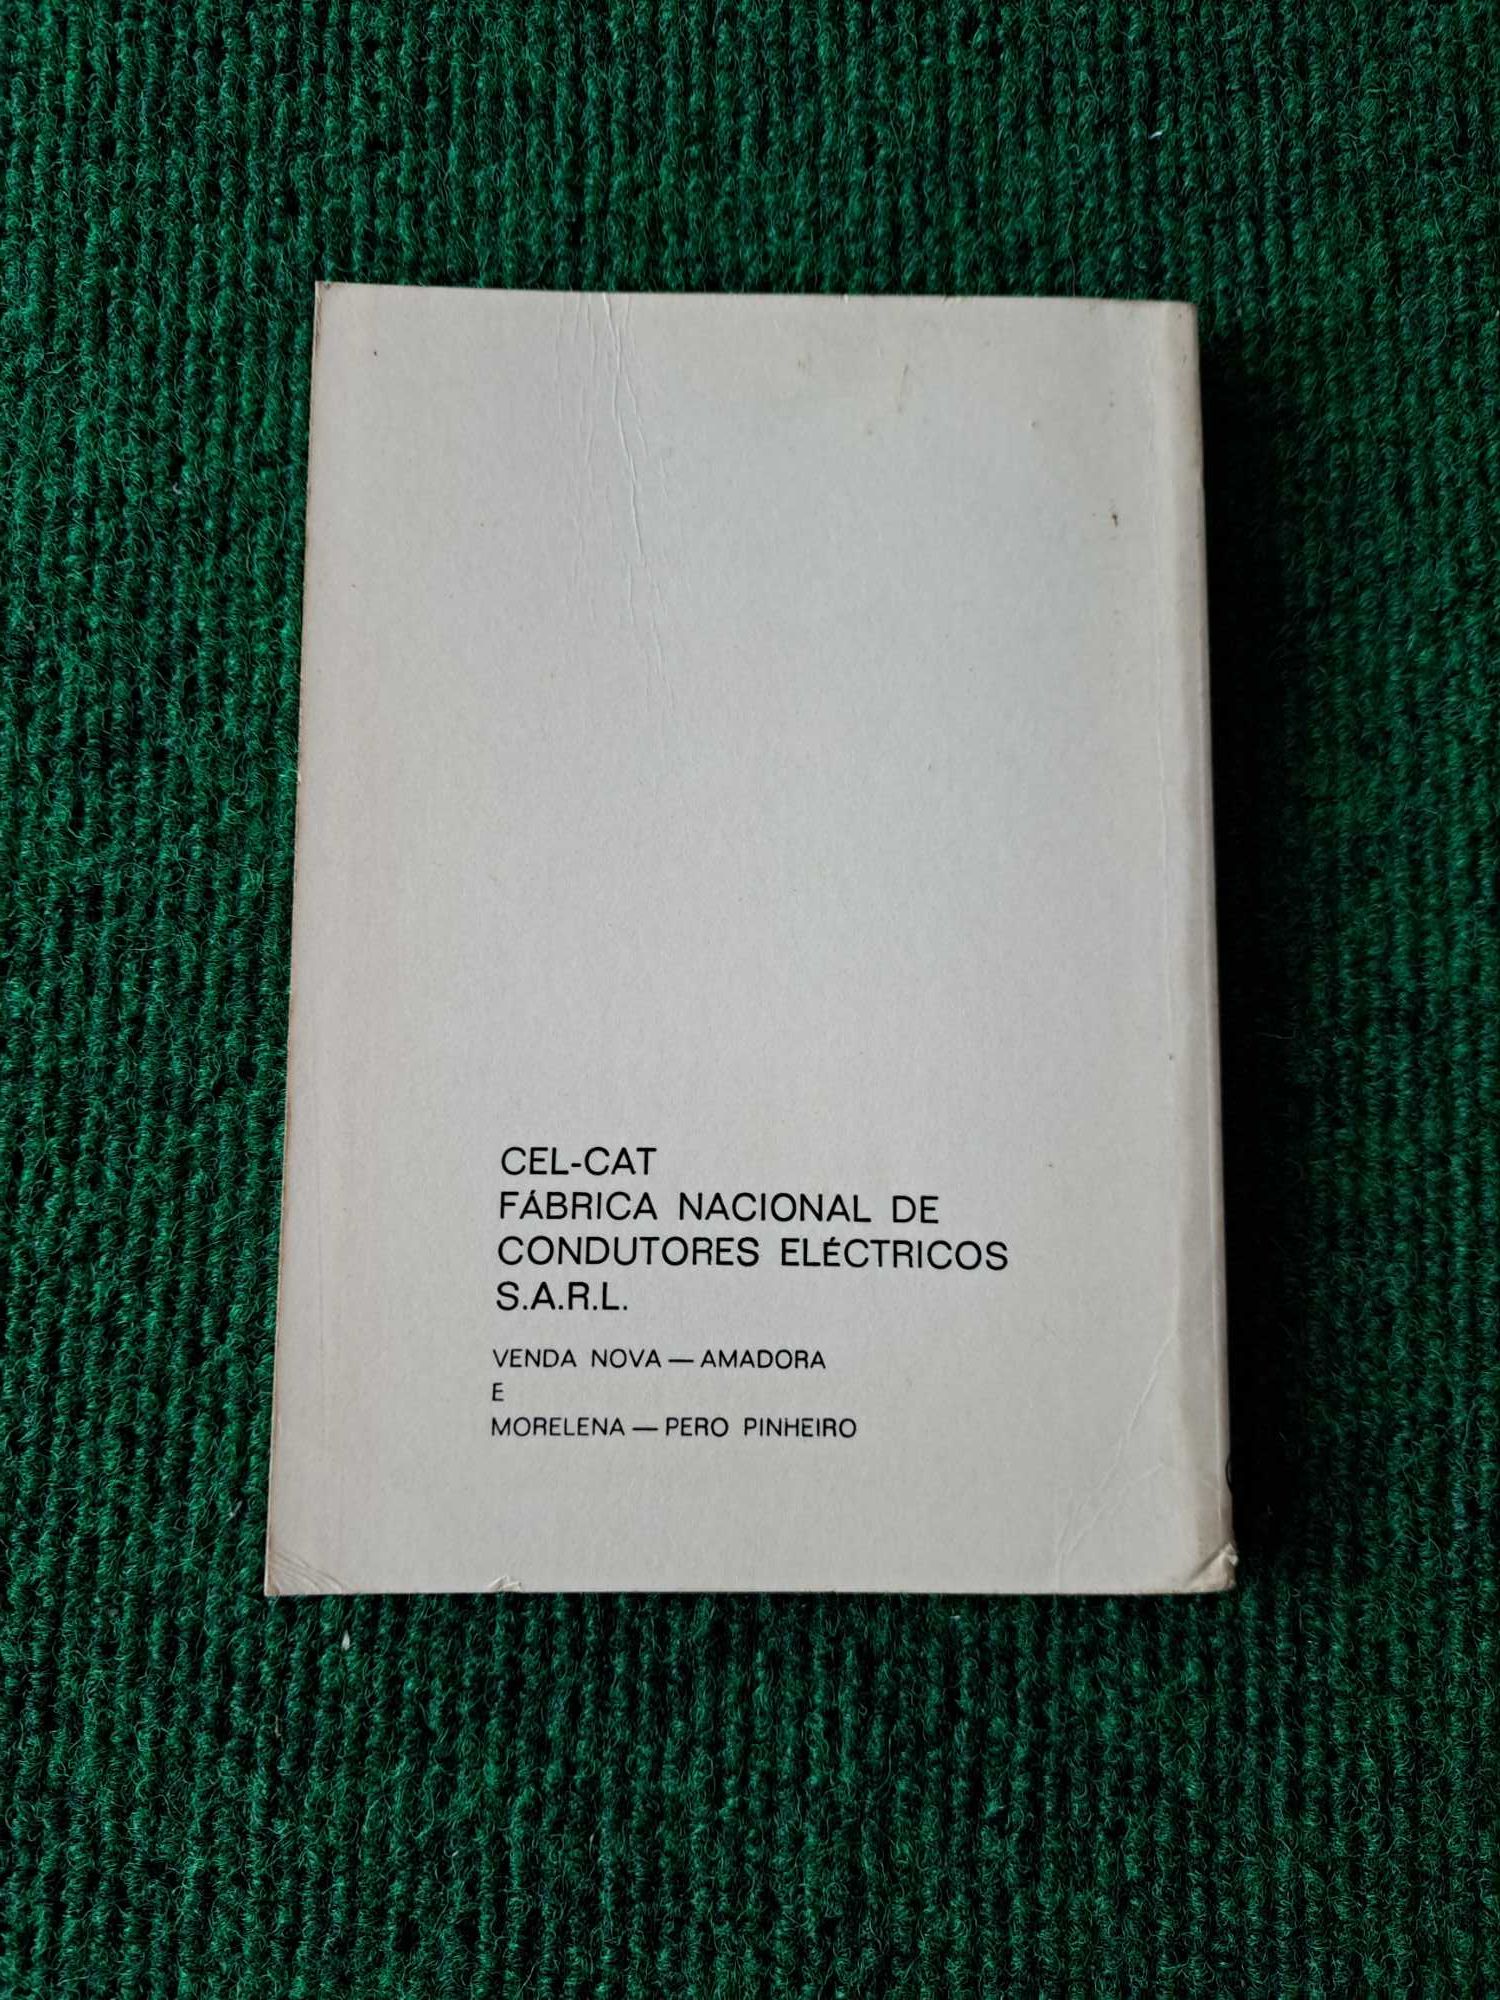 CEL-CAT
FÁBRICA NACIONAL DE
CONDUTORES ELÉCTRICOS
S.A.R.L.
VENDA NOVA — AMADORA
E
MORELENA — PERO PINHEIRO